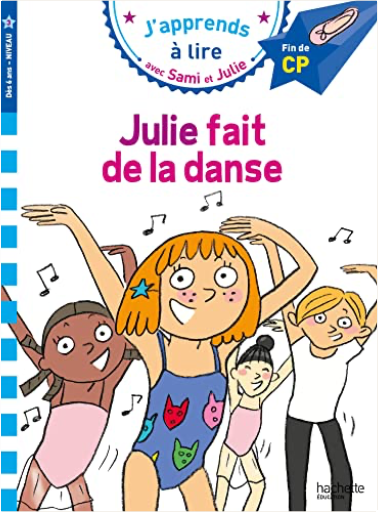 J'apprends
à lire
avec Sami et Julie
Fin de
CP
Dès 6 ans - NIVEAU 3
Julie fait
de la danse
hachette
ÉDUCATION